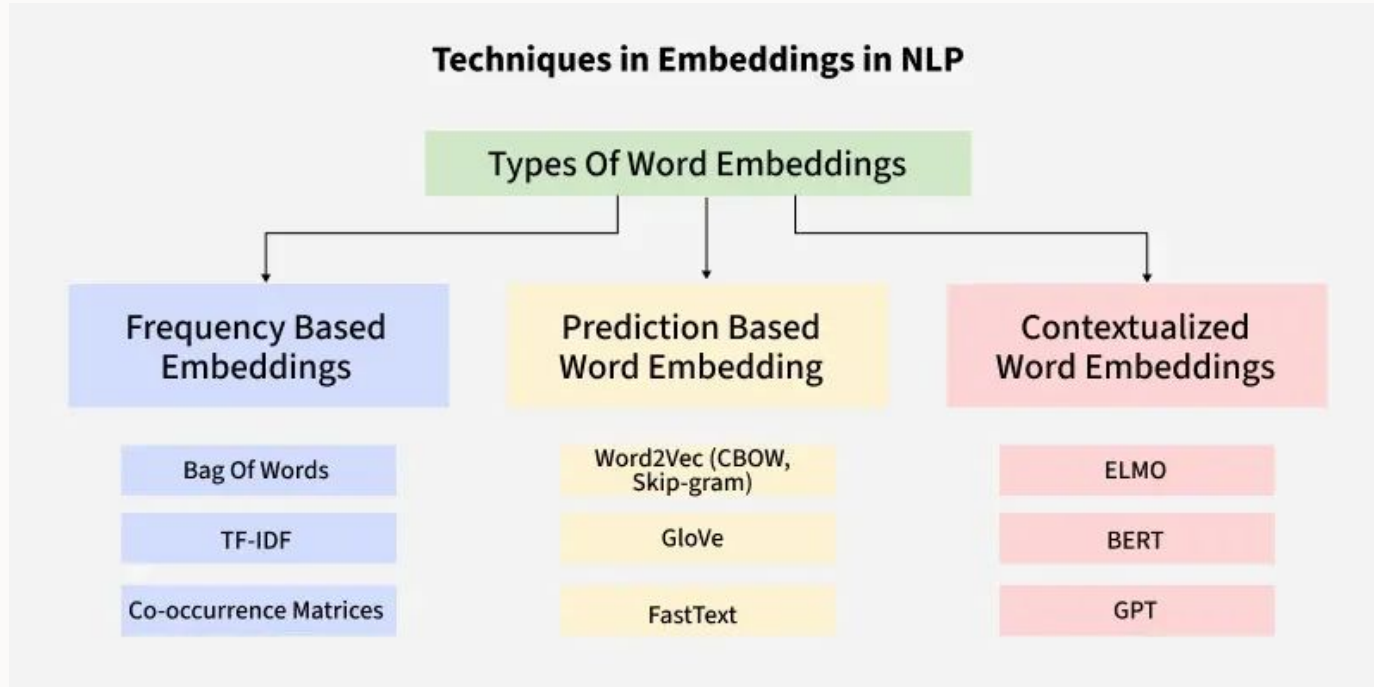 Techniques in Embeddings in NLP
Types Of Word Embeddings
Frequency Based
Embeddings
Prediction Based
Word Embedding
Contextualized
Word Embeddings
Bag Of Words
Word2Vec (CBOW,
Skip-gram)
ELMO
TF-IDF
GloVe
BERT
Co-occurrence Matrices
FastText
GPT